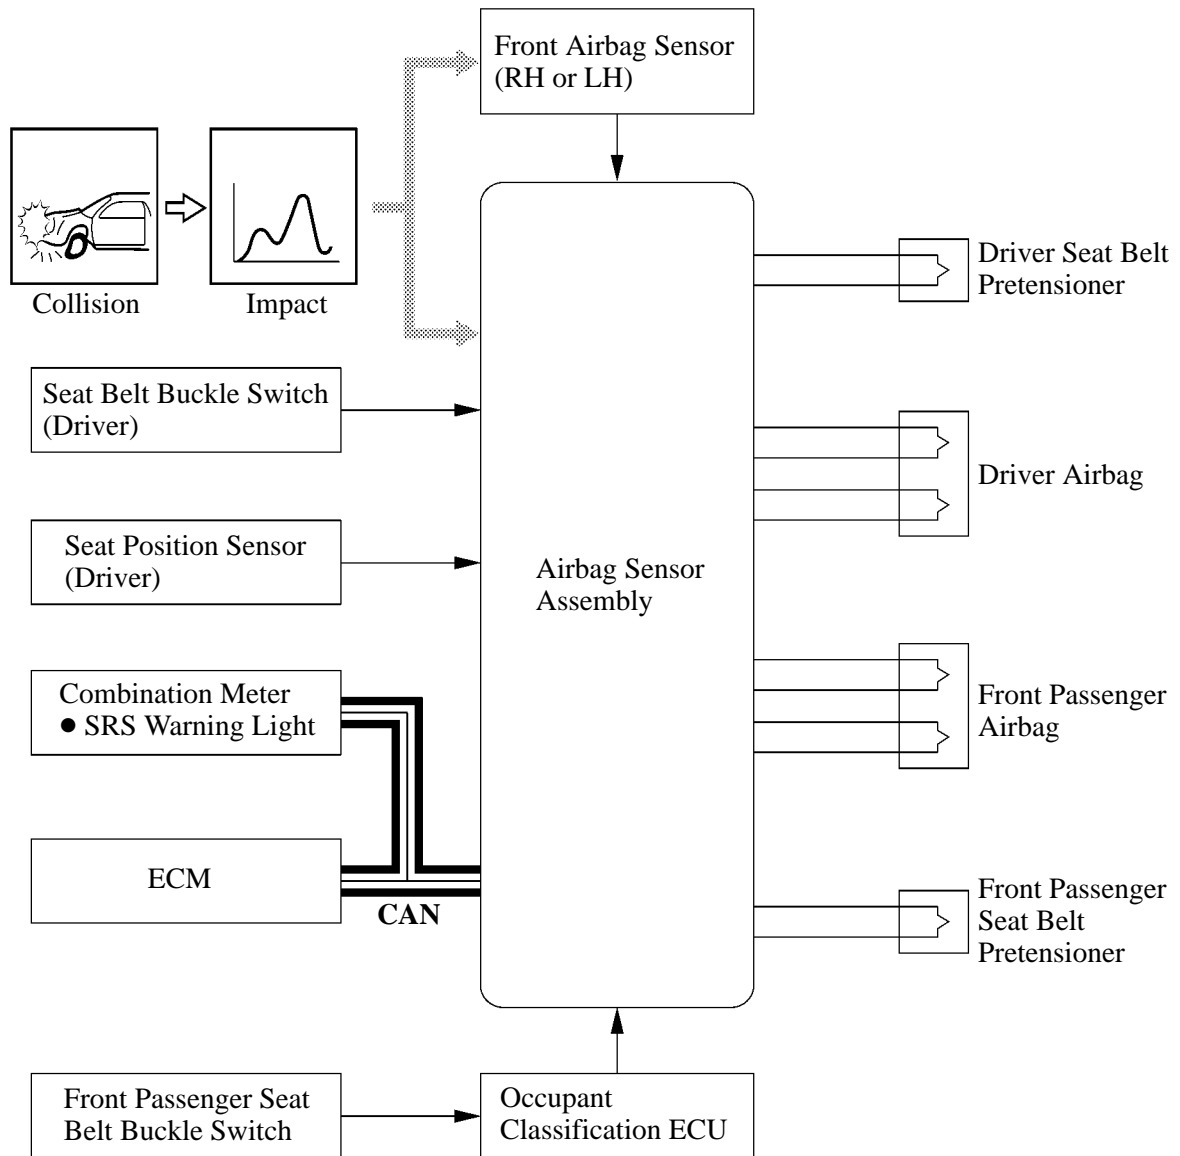 Front Airbag Sensor
(RH or LH)
Collision
Impact
Driver Seat Belt
Pretensioner
Seat Belt Buckle Switch
(Driver)
Driver Airbag
Seat Position Sensor
(Driver)
Airbag Sensor
Assembly
Combination Meter
● SRS Warning Light
Front Passenger
Airbag
ECM
CAN
Front Passenger
Seat Belt
Pretensioner
Front Passenger Seat
Belt Buckle Switch
Occupant
Classification ECU